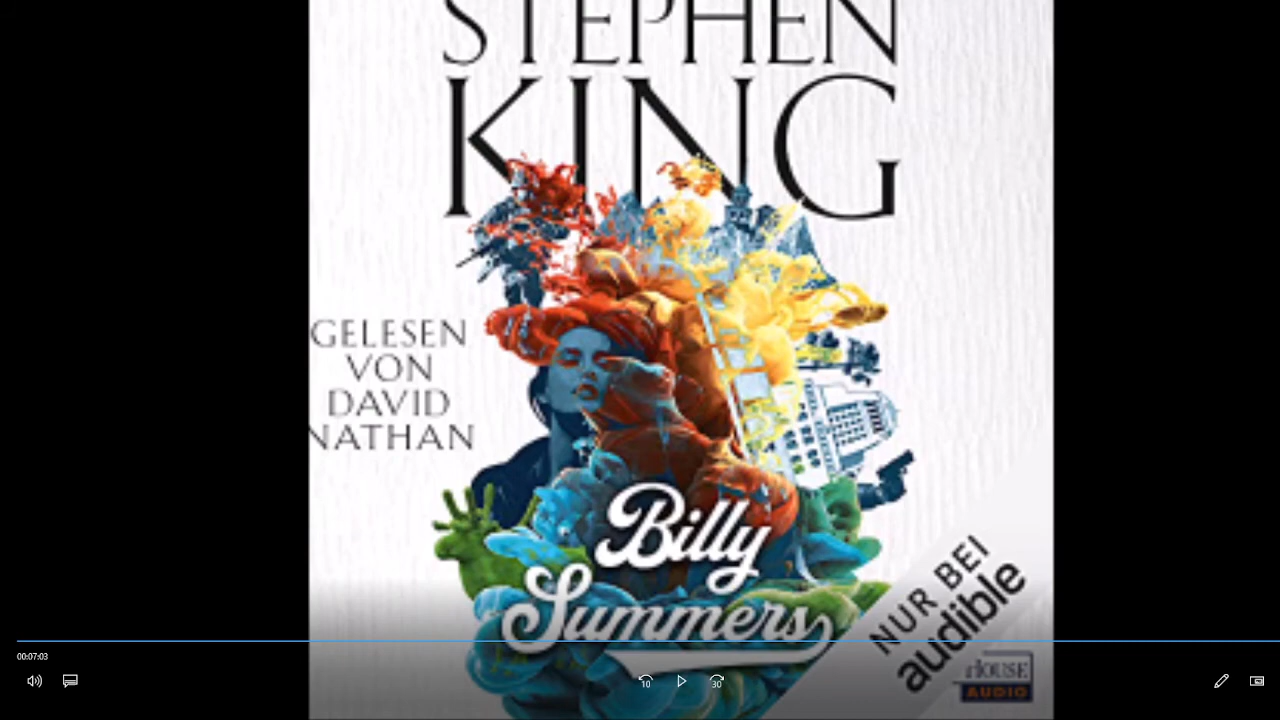 STEPHEN
KING
GELESEN
VON
DAVID
NATHAN
Billy
Summers
NUR BEI
audible
HOUSE
AUDIO
00:07:03
10
30